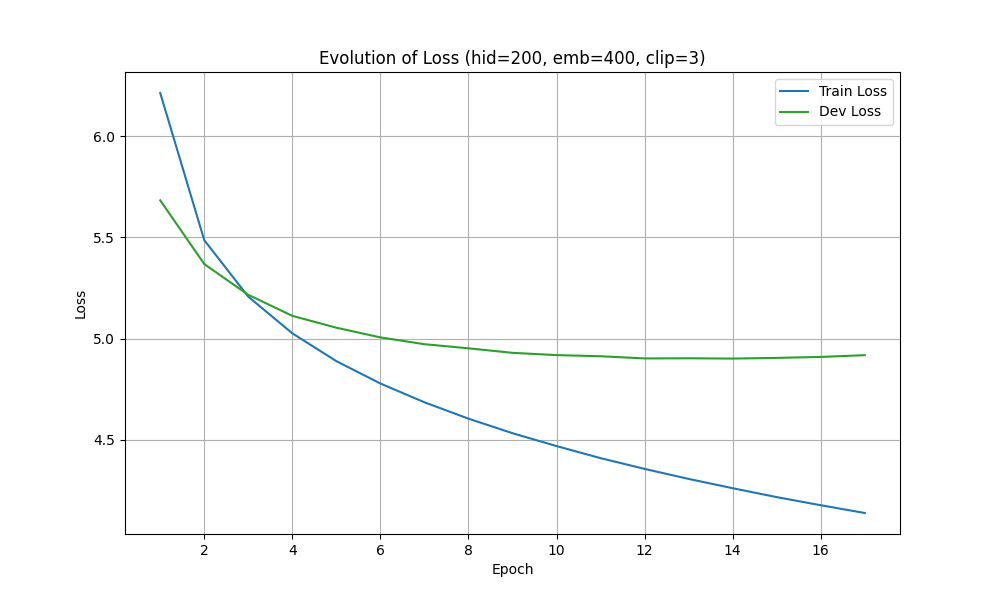 Evolution of Loss (hid=200, emb=400, clip=3)
Train Loss
Dev Loss
6.0
5.5
5.0
4.5
Loss
2 4 6 8 10 12 14 16
Epoch